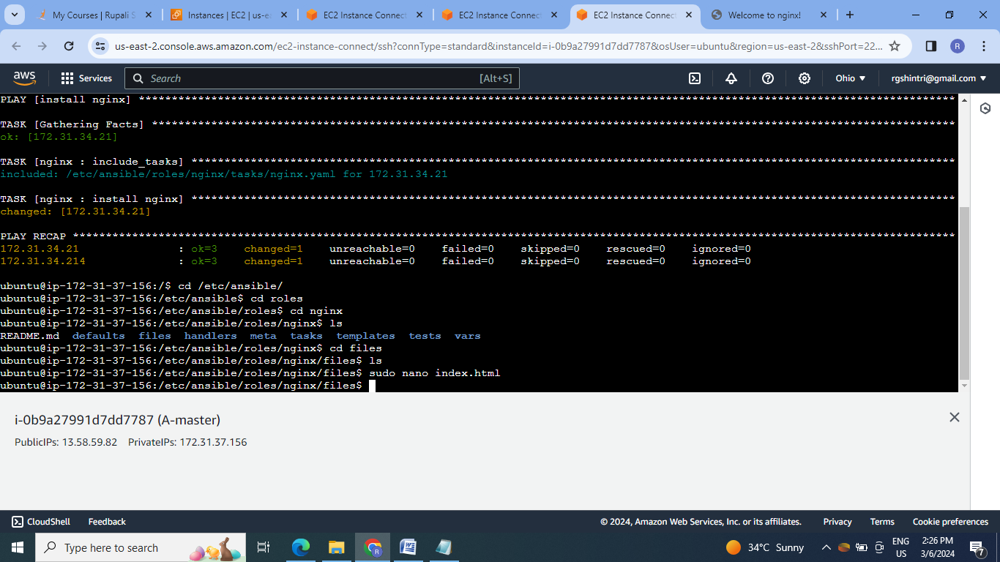 My Courses | Rupali S
Instances | EC2 | us-ea
EC2 Instance Connect
EC2 Instance Connect
EC2 Instance Connect
Welcome to nginx!
us-east-2.console.aws.amazon.com/ec2-instance-connect/ssh?connType=standard&instanceId=i-0b9a27991d7dd7787&osUser=ubuntu&region=us-east-2&sshPort=22...
R
aws
Services
Search
[Alt+S]
Ohio
rgshintri@gmail.com
PLAY [install nginx] ****************************************************************************************************************************
TASK [Gathering Facts] **************************************************************************************************************************
ok: [172.31.34.21]
TASK [nginx : include_tasks] ********************************************************************************************************************
included: /etc/ansible/roles/nginx/tasks/nginx.yaml for 172.31.34.21
TASK [nginx : install nginx] ********************************************************************************************************************
changed: [172.31.34.21]
PLAY RECAP **************************************************************************************************************************************
172.31.34.21 : ok=3 changed=1 unreachable=0 failed=0 skipped=0 rescued=0 ignored=0
172.31.34.214 : ok=3 changed=1 unreachable=0 failed=0 skipped=0 rescued=0 ignored=0
ubuntu@ip-172-31-37-156:/$ cd /etc/ansible/
ubuntu@ip-172-31-37-156:/etc/ansible$ cd roles
ubuntu@ip-172-31-37-156:/etc/ansible/roles$ cd nginx
ubuntu@ip-172-31-37-156:/etc/ansible/roles/nginx$ ls
README.md defaults files handlers meta tasks templates tests vars
ubuntu@ip-172-31-37-156:/etc/ansible/roles/nginx$ cd files
ubuntu@ip-172-31-37-156:/etc/ansible/roles/nginx/files$ ls
ubuntu@ip-172-31-37-156:/etc/ansible/roles/nginx/files$ sudo nano index.html
ubuntu@ip-172-31-37-156:/etc/ansible/roles/nginx/files$
i-0b9a27991d7dd7787 (A-master)
PublicIPs: 13.58.59.82 PrivateIPs: 172.31.37.156
CloudShell
Feedback
© 2024, Amazon Web Services, Inc. or its affiliates.
Privacy
Terms
Cookie preferences
Type here to search
34°C Sunny
ENG
US
2:26 PM
3/6/2024
7